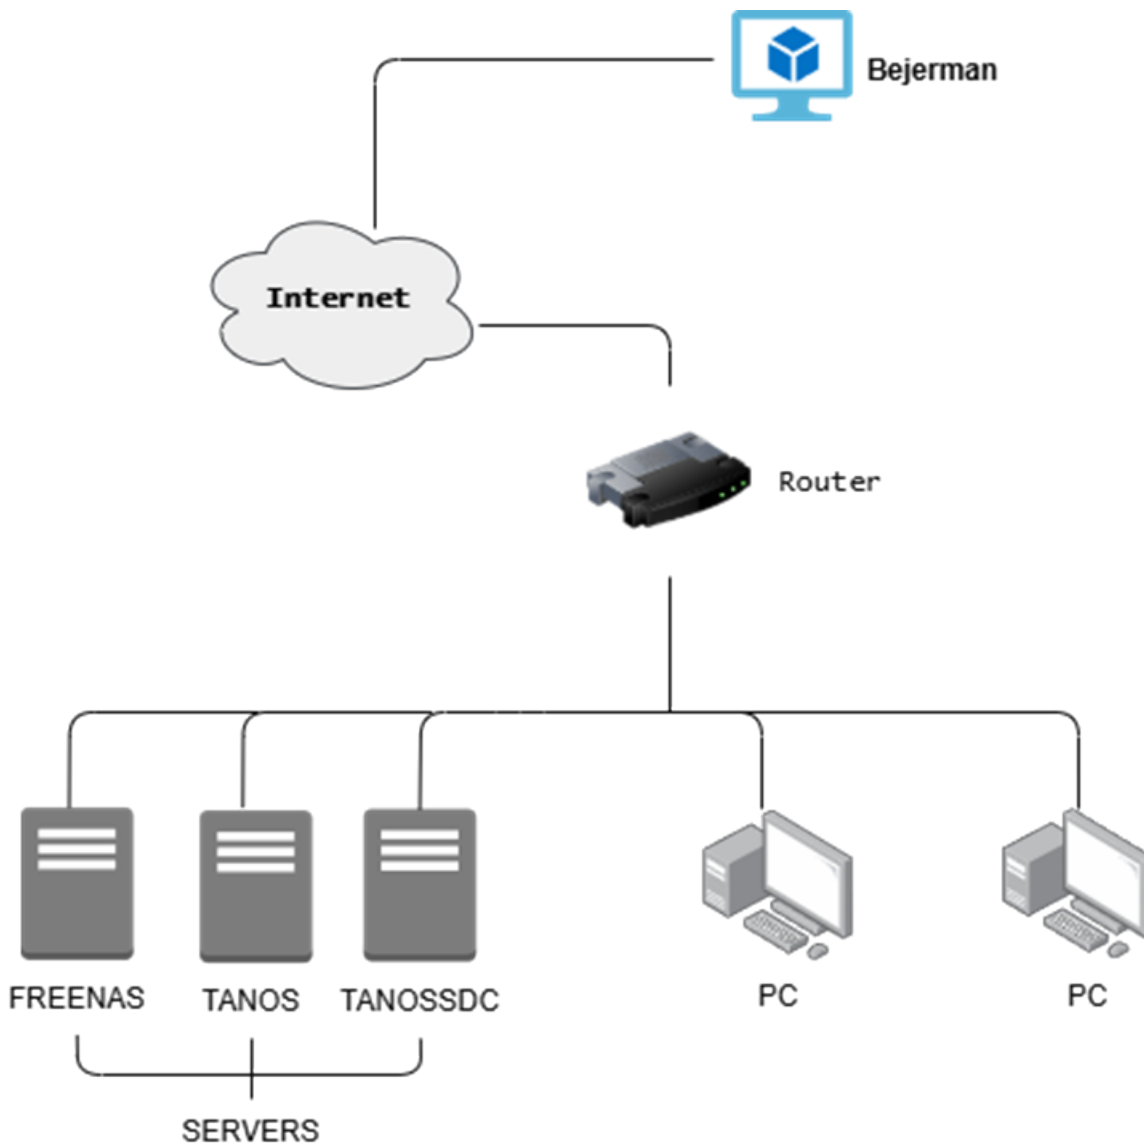 Bejerman
Internet
Router
FREENAS
TANOS
TANOSSDC
PC
PC
SERVERS